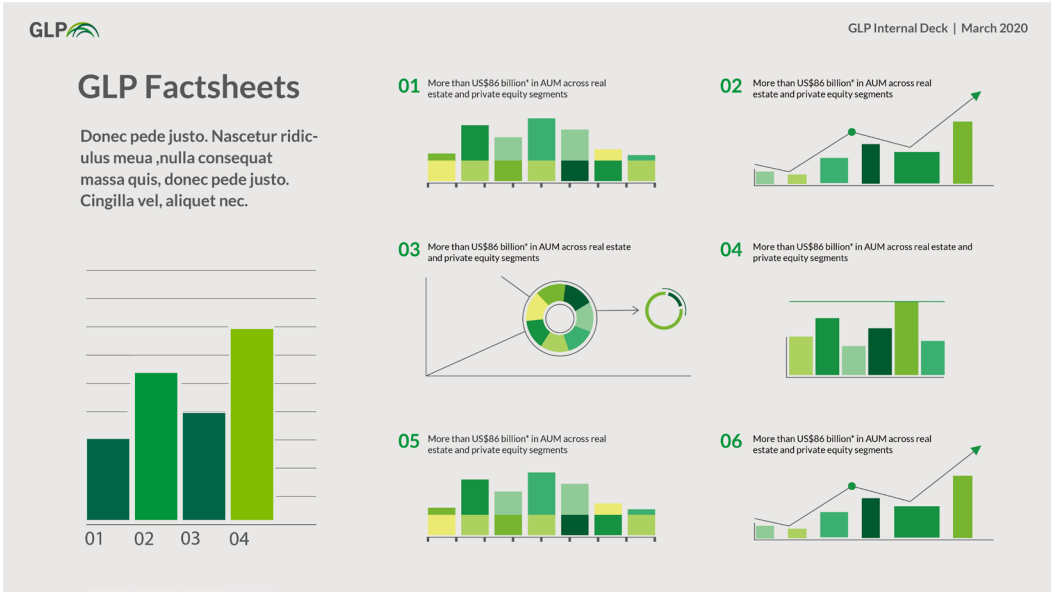 GLP
GLP Internal Deck | March 2020
GLP Factsheets
Donec pede justo. Nascetur ridic-
ulus meua ,nulla consequat
massa quis, donec pede justo.
Cingilla vel, aliquet nec.
01
02
03
04
01
More than US$86 billion* in AUM across real
estate and private equity segments
02
More than US$86 billion* in AUM across real
estate and private equity segments
03
More than US$86 billion* in AUM across real estate
and private equity segments
04
More than US$86 billion* in AUM across real estate and
private equity segments
05
More than US$86 billion* in AUM across real
estate and private equity segments
06
More than US$86 billion* in AUM across real
estate and private equity segments